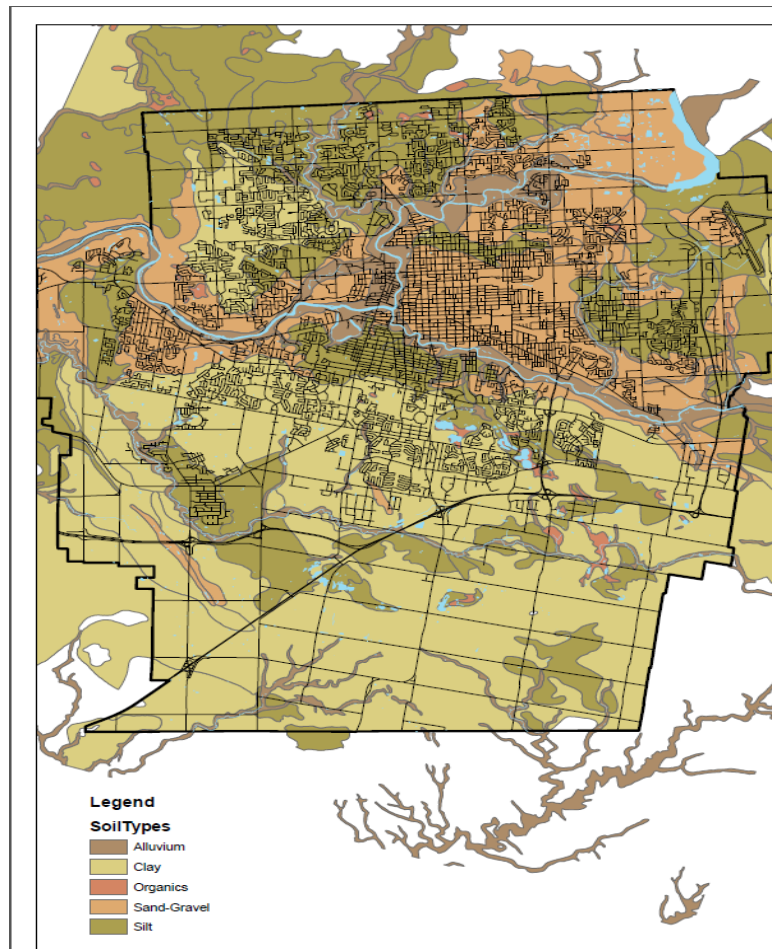 Legend
SoilTypes
Alluvium
Clay
Organics
Sand-Gravel
Silt